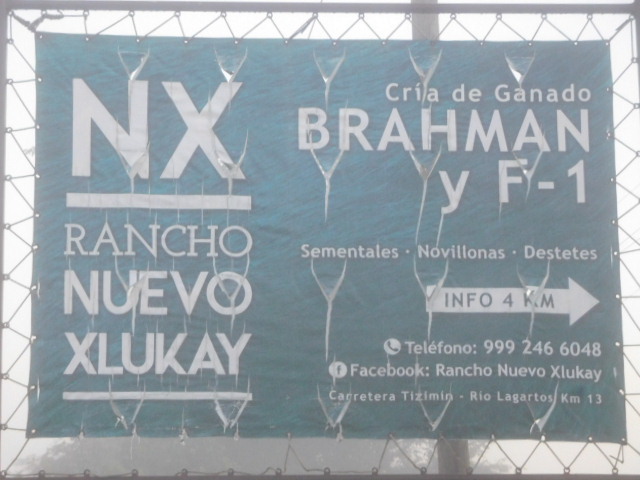 NX
RANCHO
NUEVO
XLUKAY
Cría de Ganado
BRAHMAN
y F-1
Sementales · Novillonas · Destetes
INFO 4 KM
Teléfono: 999 246 6048
Facebook: Rancho Nuevo Xlukay
Carretera Tizimin - Río Lagartos Km 13